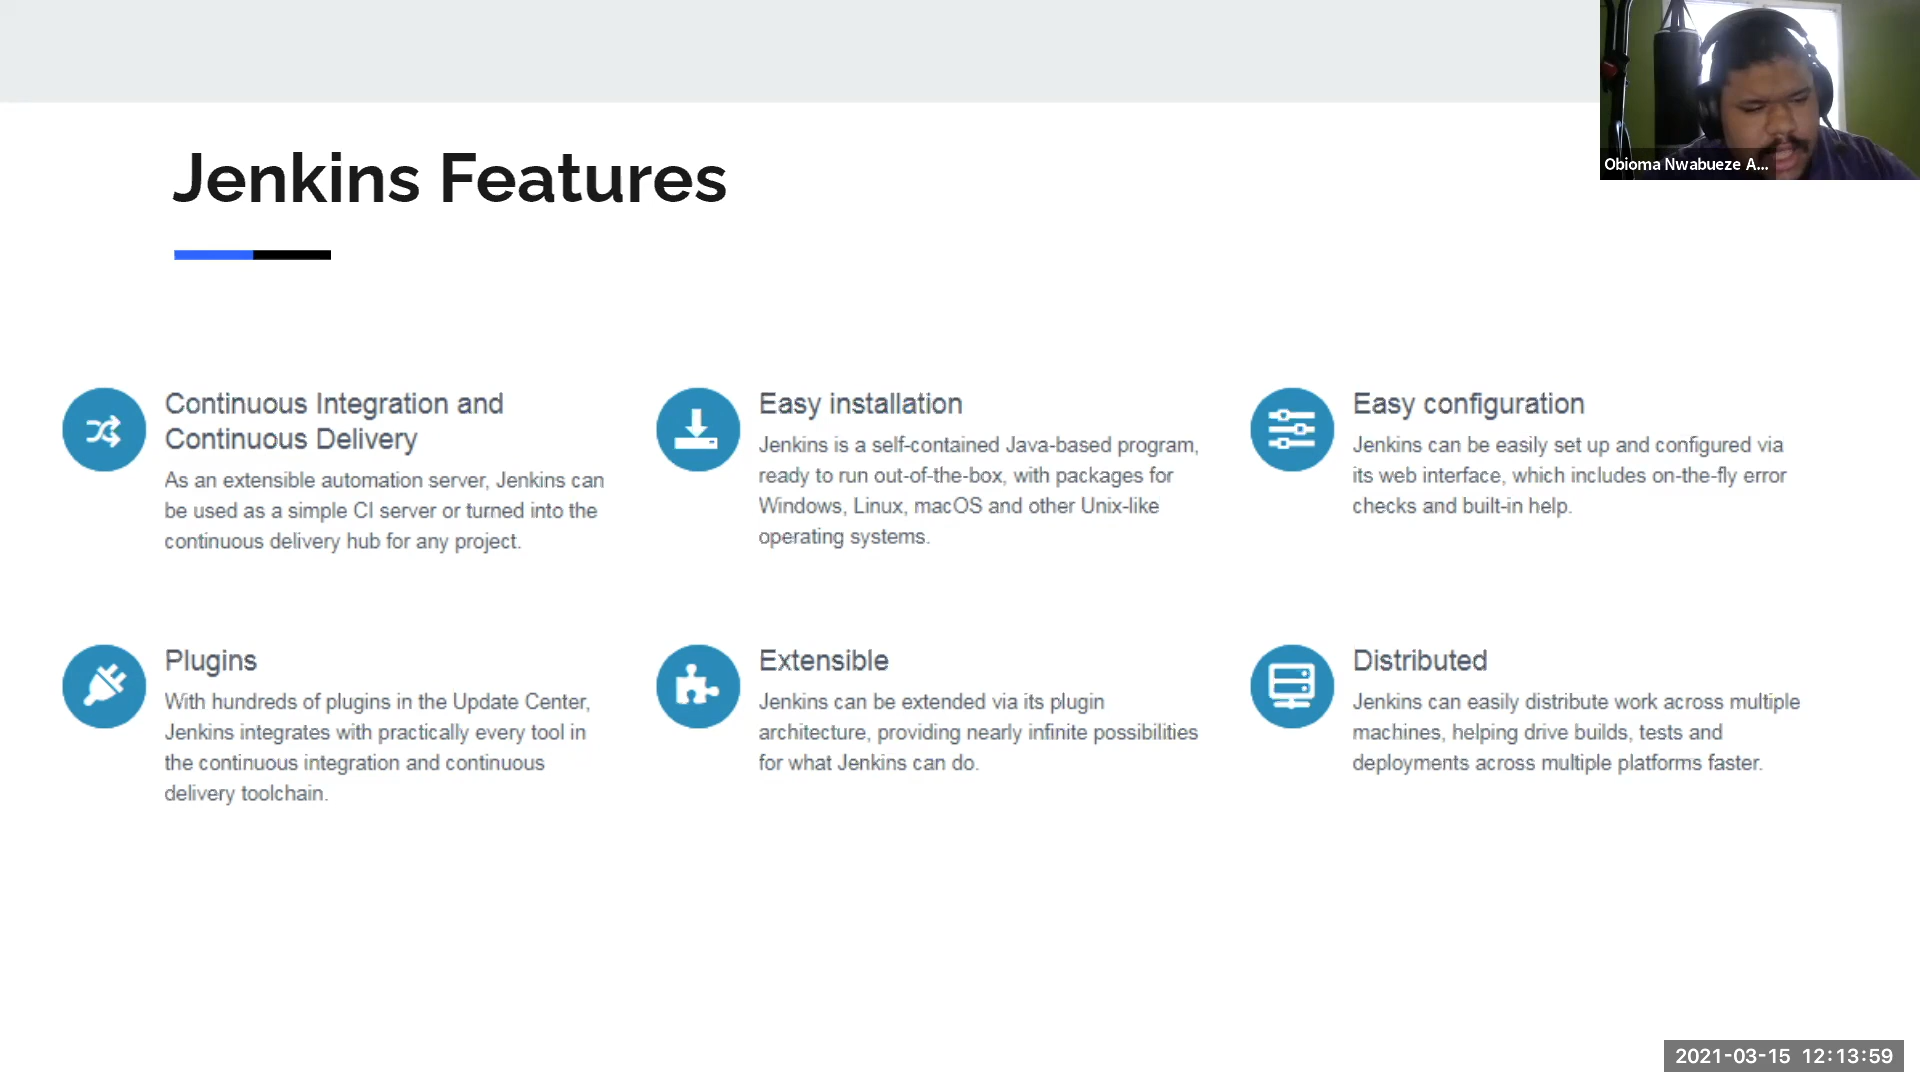 Obioma Nwabueze A...
Jenkins Features
Continuous Integration and
Continuous Delivery
As an extensible automation server, Jenkins can
be used as a simple CI server or turned into the
continuous delivery hub for any project.
Easy installation
Jenkins is a self-contained Java-based program,
ready to run out-of-the-box, with packages for
Windows, Linux, macOS and other Unix-like
operating systems.
Easy configuration
Jenkins can be easily set up and configured via
its web interface, which includes on-the-fly error
checks and built-in help.
Plugins
With hundreds of plugins in the Update Center,
Jenkins integrates with practically every tool in
the continuous integration and continuous
delivery toolchain.
Extensible
Jenkins can be extended via its plugin
architecture, providing nearly infinite possibilities
for what Jenkins can do.
Distributed
Jenkins can easily distribute work across multiple
machines, helping drive builds, tests and
deployments across multiple platforms faster.
2021-03-15 12:13:59